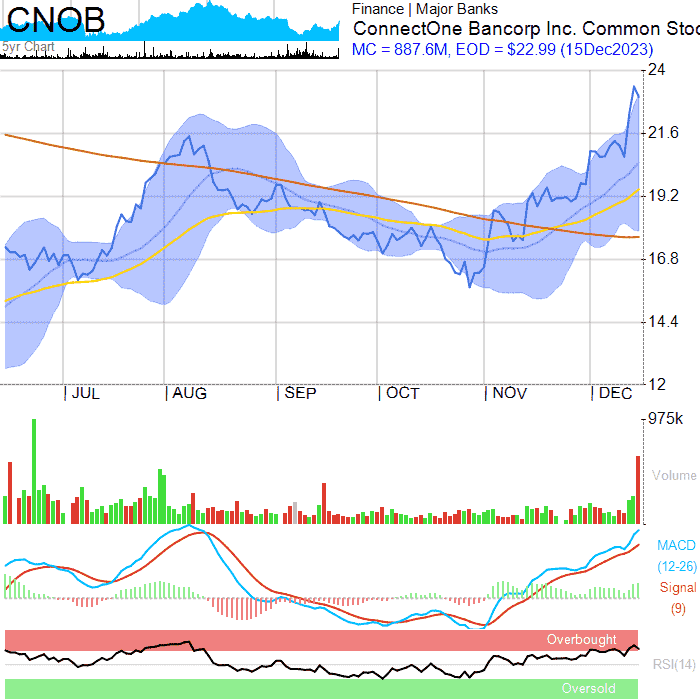 CNOB
5yr Chart
Finance | Major Banks
ConnectOne Bancorp Inc. Common Stoc
MC = 887.6M, EOD = $22.99 (15Dec2023)
24
21.6
19.2
16.8
14.4
12
| JUL | AUG | SEP | OCT | NOV | DEC
975k
Volume
MACD
(12-26)
Signal
(9)
Overbought
RSI(14)
Oversold